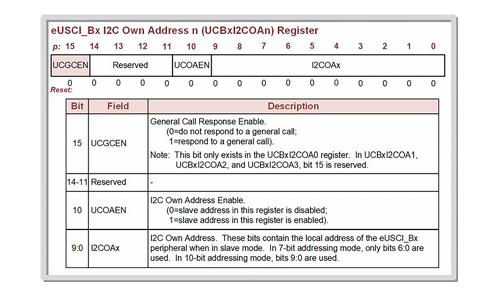 eUSCI_Bx I2C Own Address n (UCBxI2COAn) Register
p: 15 14 13 12 11 10 9 8 7 6 5 4 3 2 1 0
UCGCEN Reserved UCOAEN I2COAx
0 0 0 0 0 0 0 0 0 0 0 0 0 0 0 0
Reset:
Bit Field Description
General Call Response Enable.
(0=do not respond to a general call;
15 UCGCEN 1=respond to a general call).
Note: This bit only exists in the UCBxI2COA0 register. In UCBxI2COA1,
UCBxI2COA2, and UCBxI2COA3, bit 15 is reserved.
14-11 Reserved -
I2C Own Address Enable.
10 UCOAEN (0=slave address in this register is disabled;
1=slave address in this register is enabled).
I2C Own Address. These bits contain the local address of the eUSCI_Bx
9:0 I2COAx peripheral when in slave mode. In 7-bit addressing mode, only bits 6:0 are
used. In 10-bit addressing mode, bits 9:0 are used.